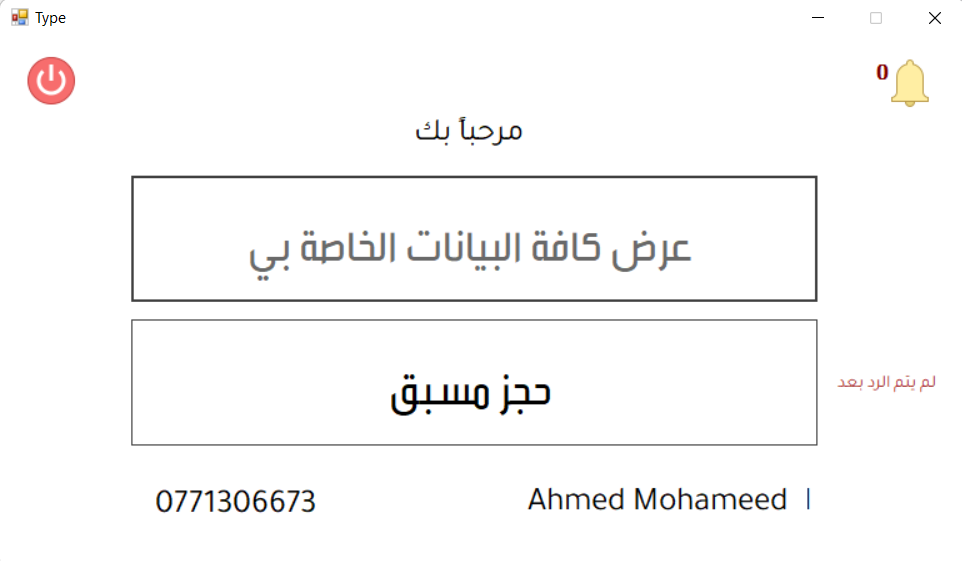 Type
0
مرحباً بك
عرض كافة البيانات الخاصة بي
حجز مسبق
لم يتم الرد بعد
0771306673
Ahmed Mohameed |